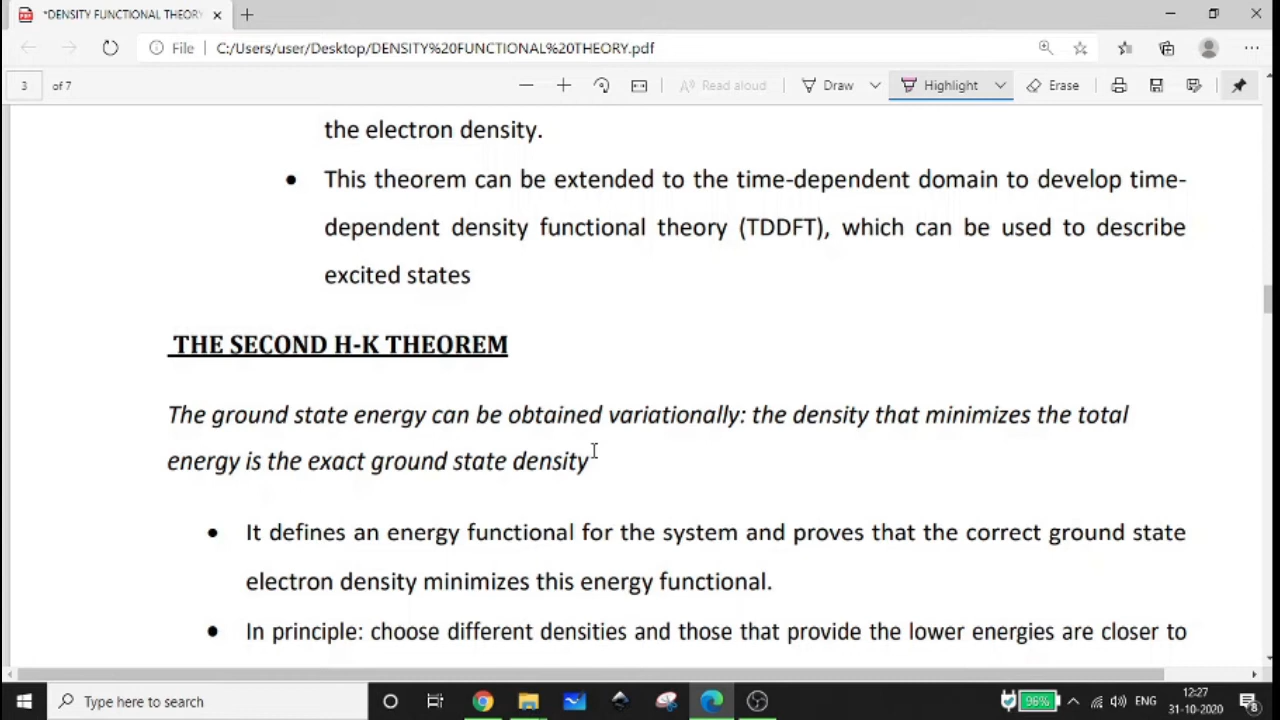 *DENSITY FUNCTIONAL THEORY
File C:/Users/user/Desktop/DENSITY%20FUNCTIONAL%20THEORY.pdf
3 of 7 Read aloud Draw Highlight Erase
the electron density.
• This theorem can be extended to the time-dependent domain to develop time-
dependent density functional theory (TDDFT), which can be used to describe
excited states
THE SECOND H-K THEOREM
The ground state energy can be obtained variationally: the density that minimizes the total
energy is the exact ground state density
• It defines an energy functional for the system and proves that the correct ground state
electron density minimizes this energy functional.
• In principle: choose different densities and those that provide the lower energies are closer to
Type here to search 96% ENG 12:27
31-10-2020 8